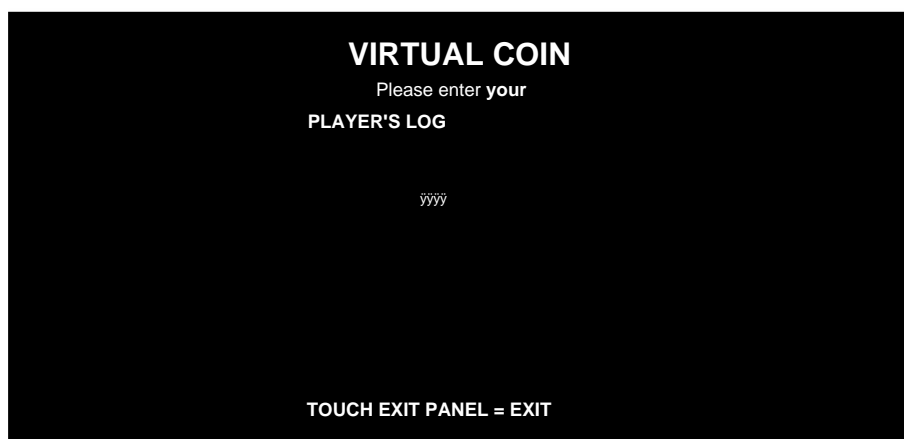 VIRTUAL COIN
Please enter your
PLAYER'S LOG
ÿÿÿÿ
TOUCH EXIT PANEL = EXIT